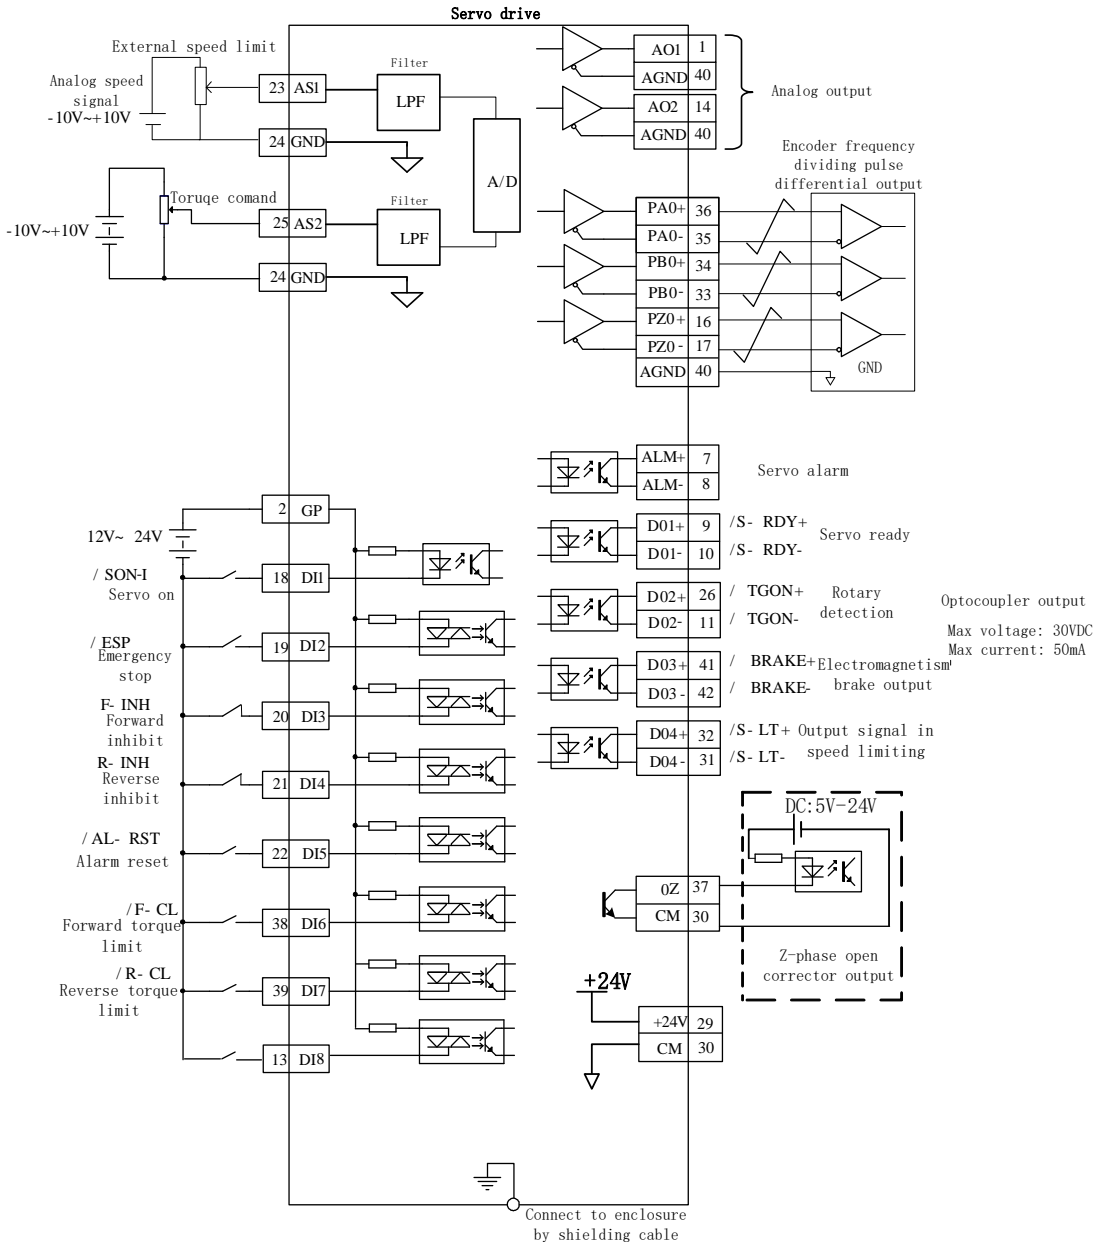 Servo drive
External speed limit
Analog speed
signal
-10V~+10V
23 AS1
24 GND
Filter
LPF
A/D
Toruqe comand
-10V~+10V
25 AS2
24 GND
Filter
LPF
AO1 1
AGND 40
AO2 14
AGND 40
Analog output
Encoder frequency
dividing pulse
differential output
PA0+ 36
PA0- 35
PB0+ 34
PB0- 33
PZ0+ 16
PZ0- 17
AGND 40
GND
ALM+ 7
ALM- 8
Servo alarm
D01+ 9 /S- RDY+
D01- 10 /S- RDY-
Servo ready
D02+ 26 / TGON+
D02- 11 / TGON-
Rotary
detection
D03+ 41 / BRAKE+
D03- 42 / BRAKE-
Electromagnetism
brake output
D04+ 32 /S- LT+
D04- 31 /S- LT-
Output signal in
speed limiting
Optocoupler output
Max voltage: 30VDC
Max current: 50mA
2 GP
12V~ 24V
/ SON-I
Servo on
18 DI1
/ ESP
Emergency
stop
19 DI2
F- INH
Forward
inhibit
20 DI3
R- INH
Reverse
inhibit
21 DI4
/ AL- RST
Alarm reset
22 DI5
/ F- CL
Forward torque
limit
38 DI6
/ R- CL
Reverse torque
limit
39 DI7
13 DI8
DC:5V-24V
0Z 37
CM 30
Z-phase open
corrector output
+24V
+24V 29
CM 30
Connect to enclosure
by shielding cable